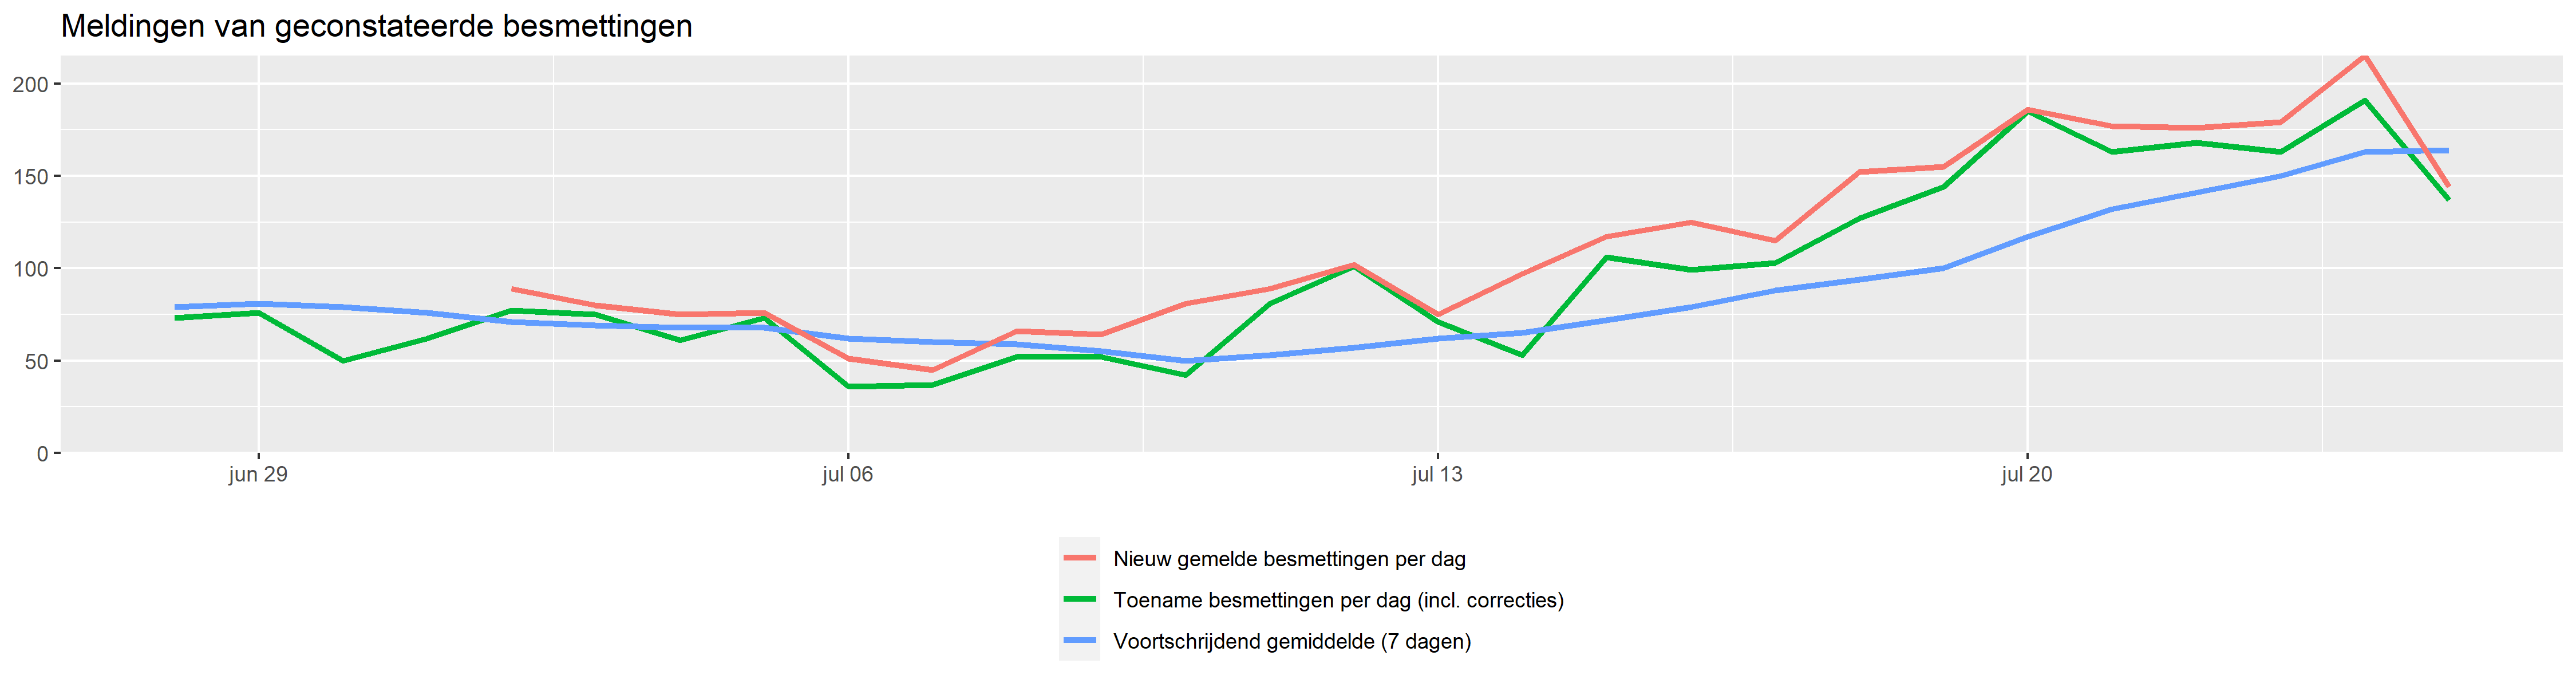 Meldingen van geconstateerde besmettingen
200
150
100
50
0
jun 29 jul 06 jul 13 jul 20
Nieuw gemelde besmettingen per dag
Toename besmettingen per dag (incl. correcties)
Voortschrijdend gemiddelde (7 dagen)